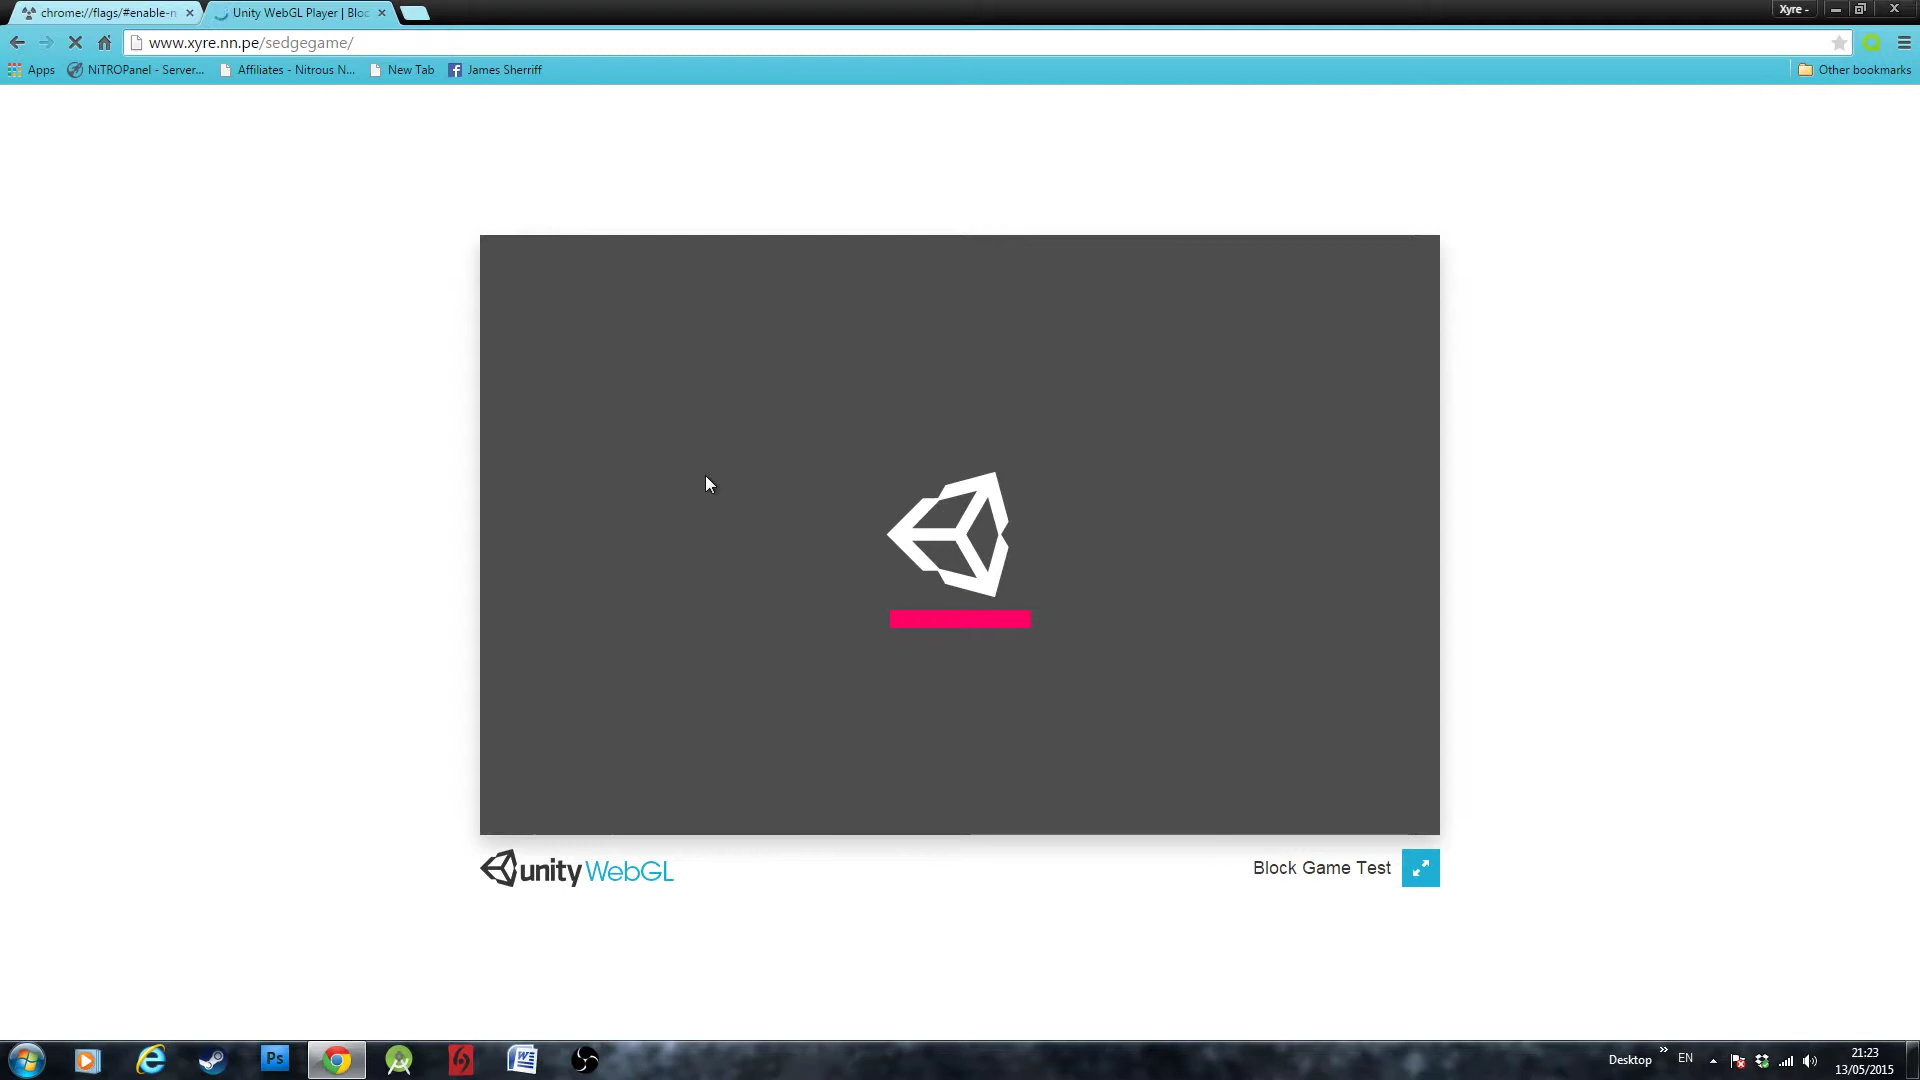 chrome://flags/#enable-n
Unity WebGL Player | Bloc
Xyre -
www.xyre.nn.pe/sedgegame/
Apps
NiTROPanel - Server...
Affiliates - Nitrous N...
New Tab
James Sherriff
Other bookmarks
unity WebGL
Block Game Test
Ps
Desktop
»
EN
21:23
13/05/2015